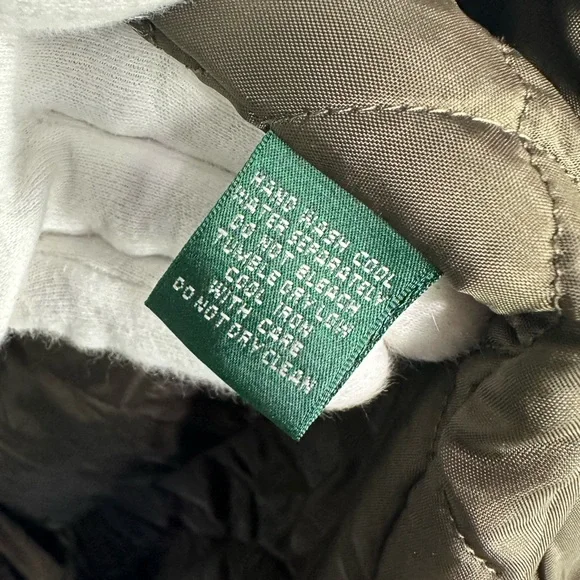 HAND WASH COOL
WATER SEPARATELY
DO NOT BLEACH
TUMBLE DRY LOW
COOL IRON
WITH CARE
DO NOT DRY CLEAN